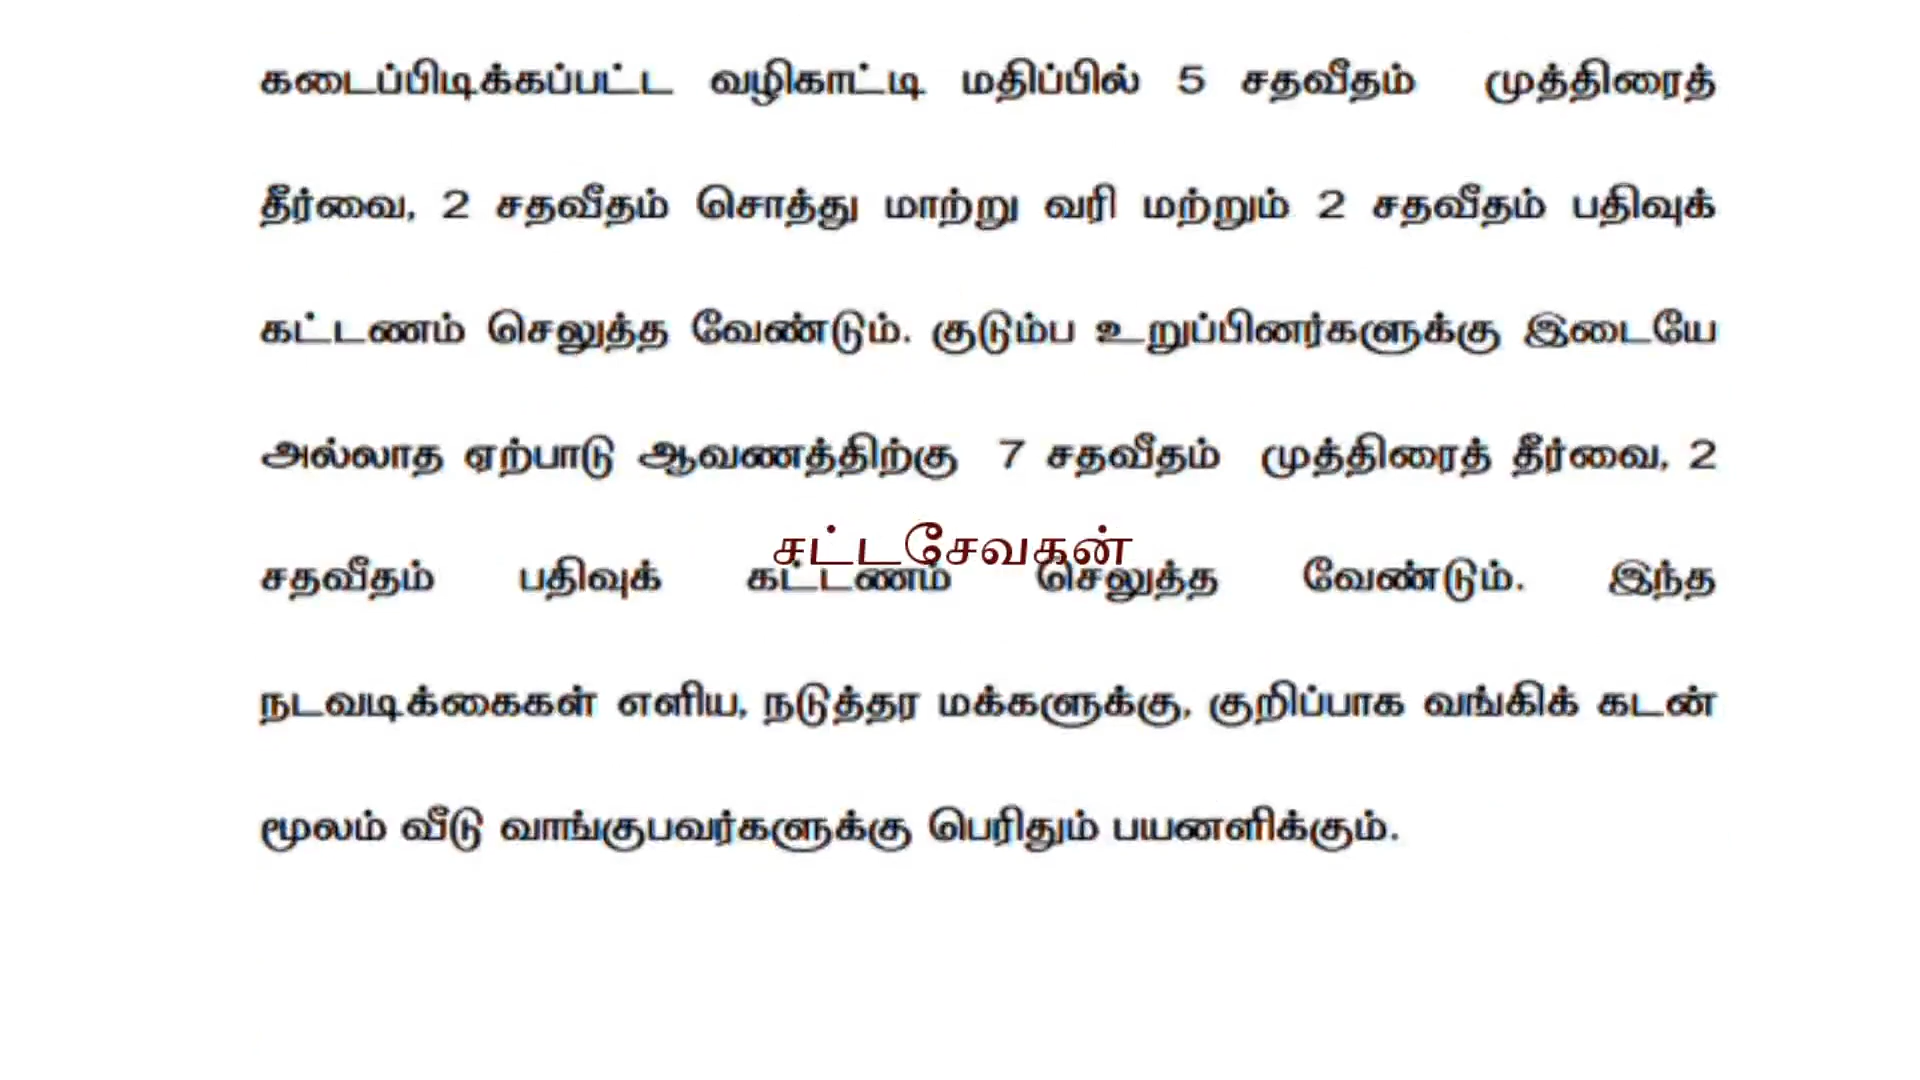 கடைப்பிடிக்கப்பட்ட வழிகாட்டி மதிப்பில் 5 சதவீதம் முத்திரைத்
தீர்வை, 2 சதவீதம் சொத்து மாற்று வரி மற்றும் 2 சதவீதம் பதிவுக்
கட்டணம் செலுத்த வேண்டும். குடும்ப உறுப்பினர்களுக்கு இடையே
அல்லாத ஏற்பாடு ஆவணத்திற்கு 7 சதவீதம் முத்திரைத் தீர்வை, 2
சட்டசேவகன்
சதவீதம் பதிவுக் கட்டணம் செலுத்த வேண்டும். இந்த
நடவடிக்கைகள் எளிய, நடுத்தர மக்களுக்கு, குறிப்பாக வங்கிக் கடன்
மூலம் வீடு வாங்குபவர்களுக்கு பெரிதும் பயனளிக்கும்.